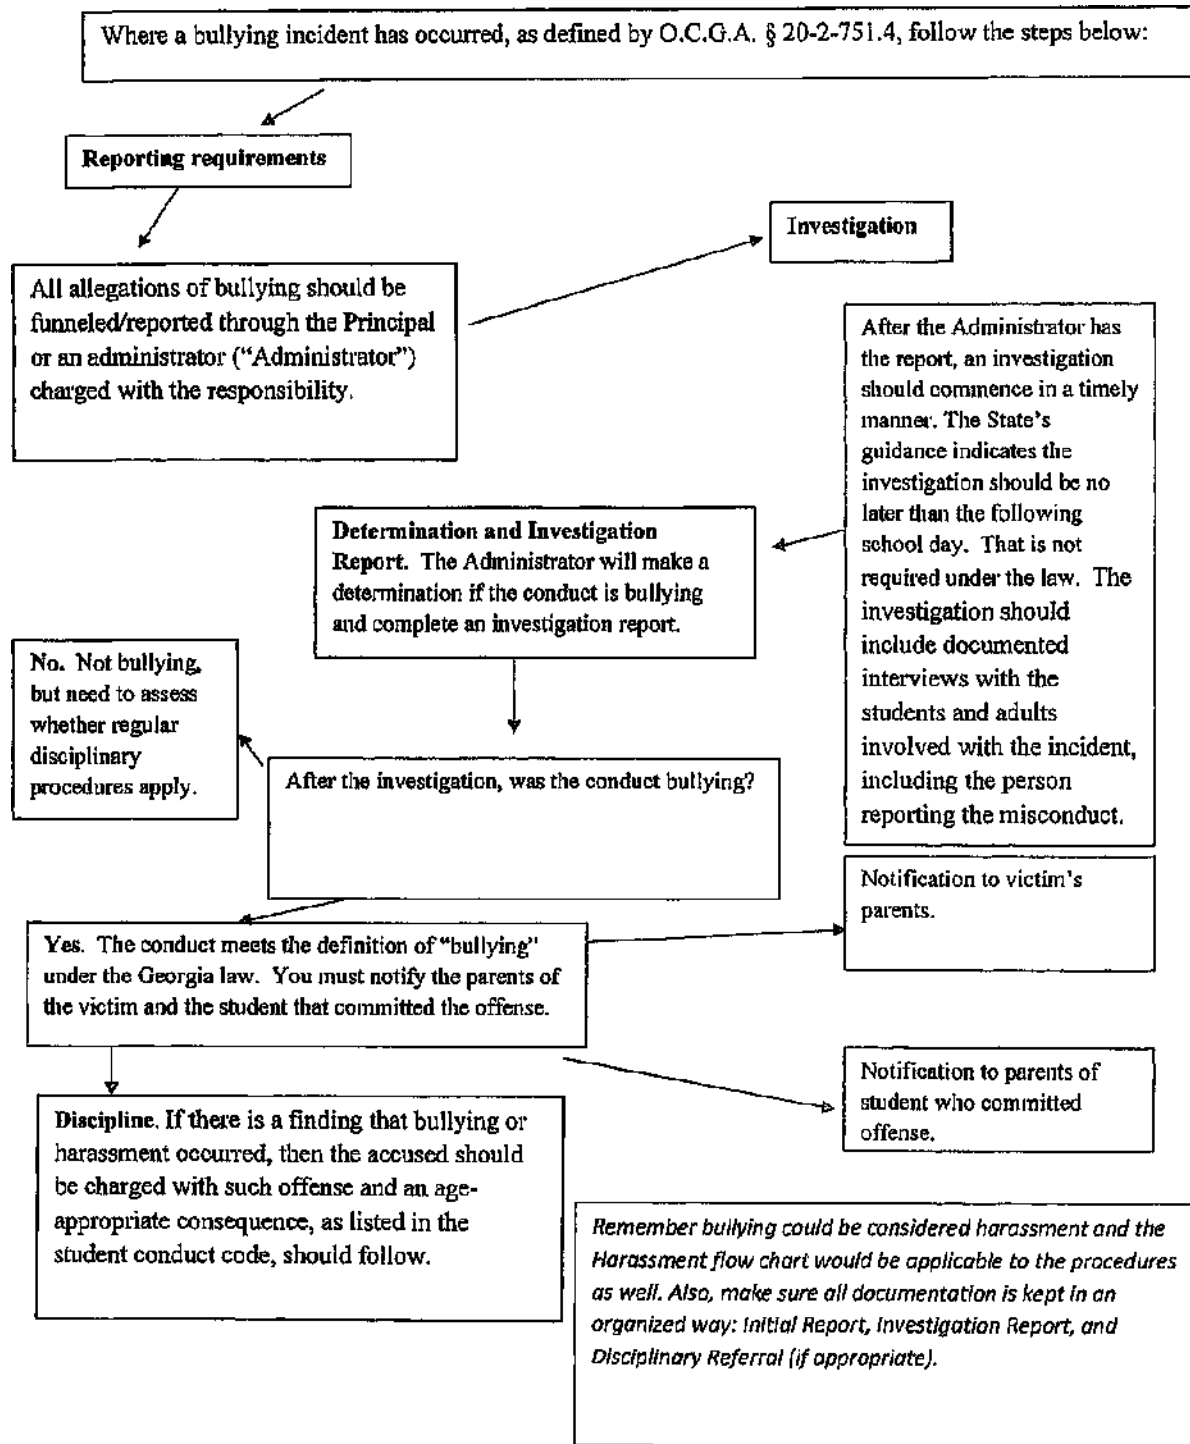 Where a bullying incident has occurred, as defined by O.C.G.A. § 20-2-751.4, follow the steps below:
Reporting requirements
All allegations of bullying should be
funneled/reported through the Principal
or an administrator (“Administrator”)
charged with the responsibility.
Investigation
After the Administrator has
the report, an investigation
should commence in a timely
manner. The State’s
guidance indicates the
investigation should be no
later than the following
school day. That is not
required under the law. The
investigation should
include documented
interviews with the
students and adults
involved with the incident,
including the person
reporting the misconduct.
Determination and Investigation
Report. The Administrator will make a
determination if the conduct is bullying
and complete an investigation report.
After the investigation, was the conduct bullying?
No. Not bullying,
but need to assess
whether regular
disciplinary
procedures apply.
Yes. The conduct meets the definition of “bullying”
under the Georgia law. You must notify the parents of
the victim and the student that committed the offense.
Notification to victim’s
parents.
Notification to parents of
student who committed
offense.
Discipline. If there is a finding that bullying or
harassment occurred, then the accused should
be charged with such offense and an age-
appropriate consequence, as listed in the
student conduct code, should follow.
Remember bullying could be considered harassment and the
Harassment flow chart would be applicable to the procedures
as well. Also, make sure all documentation is kept in an
organized way: Initial Report, Investigation Report, and
Disciplinary Referral (if appropriate).